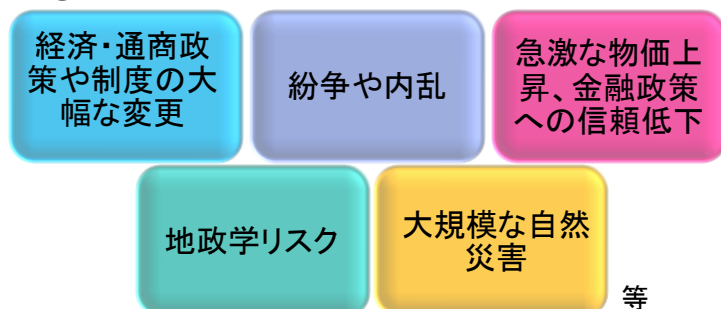 経済・通商政
策や制度の大
幅な変更
紛争や内乱
急激な物価上
昇、金融政策
への信頼低下
地政学リスク
大規模な自然
災害
等